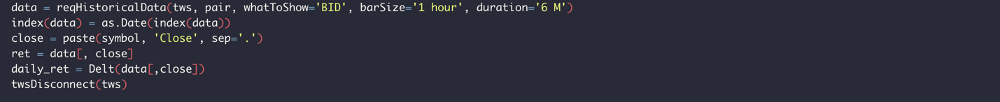 data = reqHistoricalData(tws, pair, whatToShow='BID', barSize='1 hour', duration='6 M')
index(data) = as.Date(index(data))
close = paste(symbol, 'Close', sep='.')
ret = data[, close]
daily_ret = Delt(data[,close])
twsDisconnect(tws)